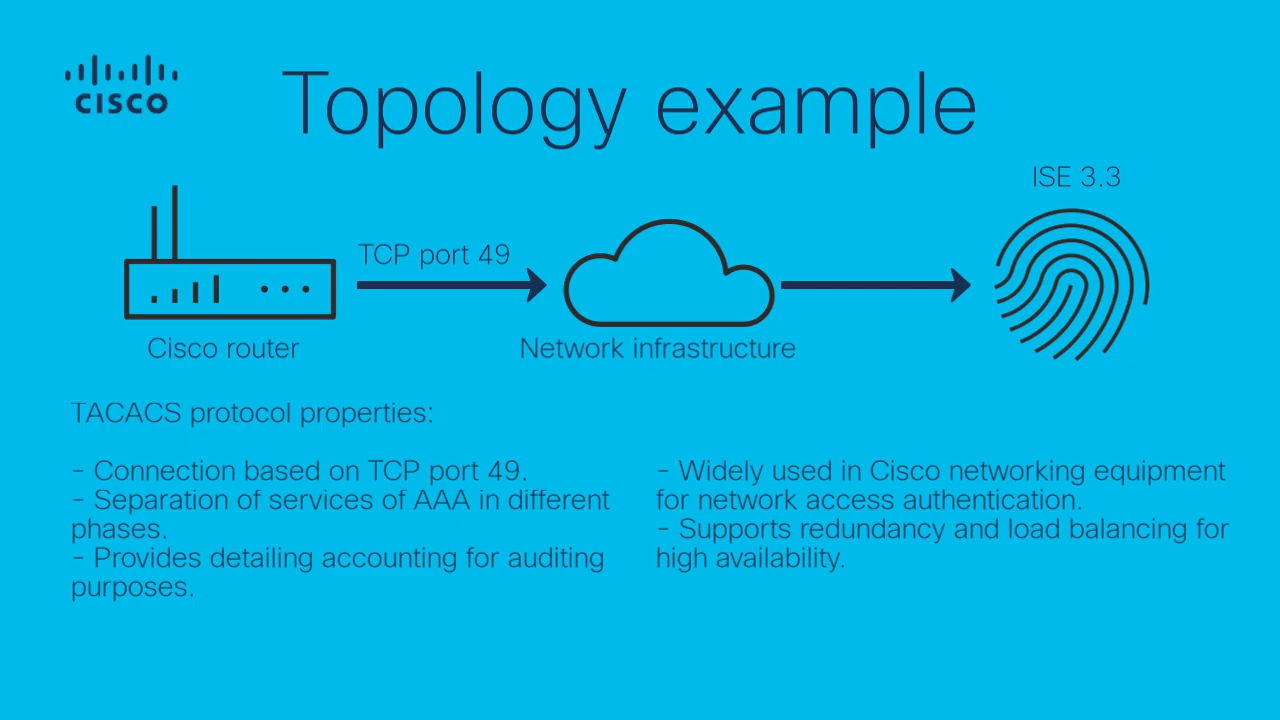 CISCO
Topology example
ISE 3.3
TCP port 49
Cisco router
Network infrastructure
TACACS protocol properties:
- Connection based on TCP port 49.
- Separation of services of AAA in different
phases.
- Provides detailing accounting for auditing
purposes.
- Widely used in Cisco networking equipment
for network access authentication.
- Supports redundancy and load balancing for
high availability.